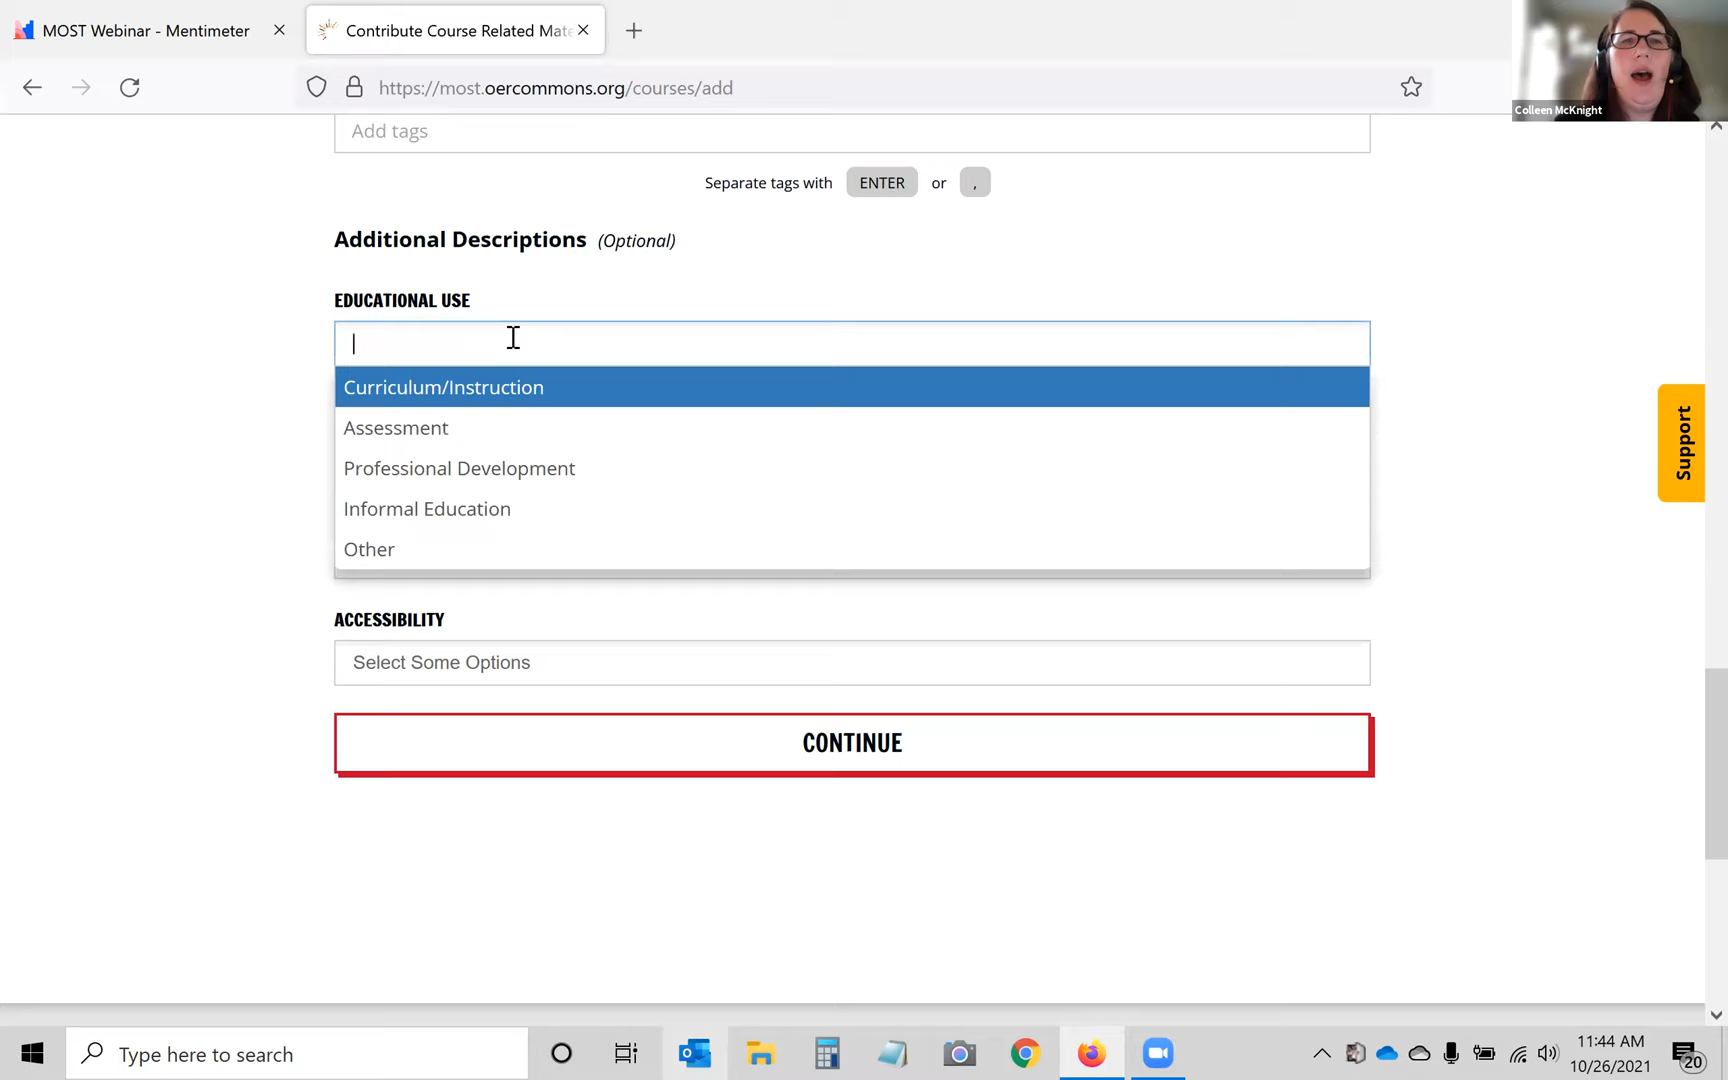 MOST Webinar - Mentimeter
Contribute Course Related Mate
https://most.oercommons.org/courses/add
Colleen McKnight
Add tags
Separate tags with ENTER or ,
Additional Descriptions (Optional)
EDUCATIONAL USE
Curriculum/Instruction
Assessment
Professional Development
Informal Education
Other
ACCESSIBILITY
Select Some Options
CONTINUE
Support
Type here to search
11:44 AM
10/26/2021
20